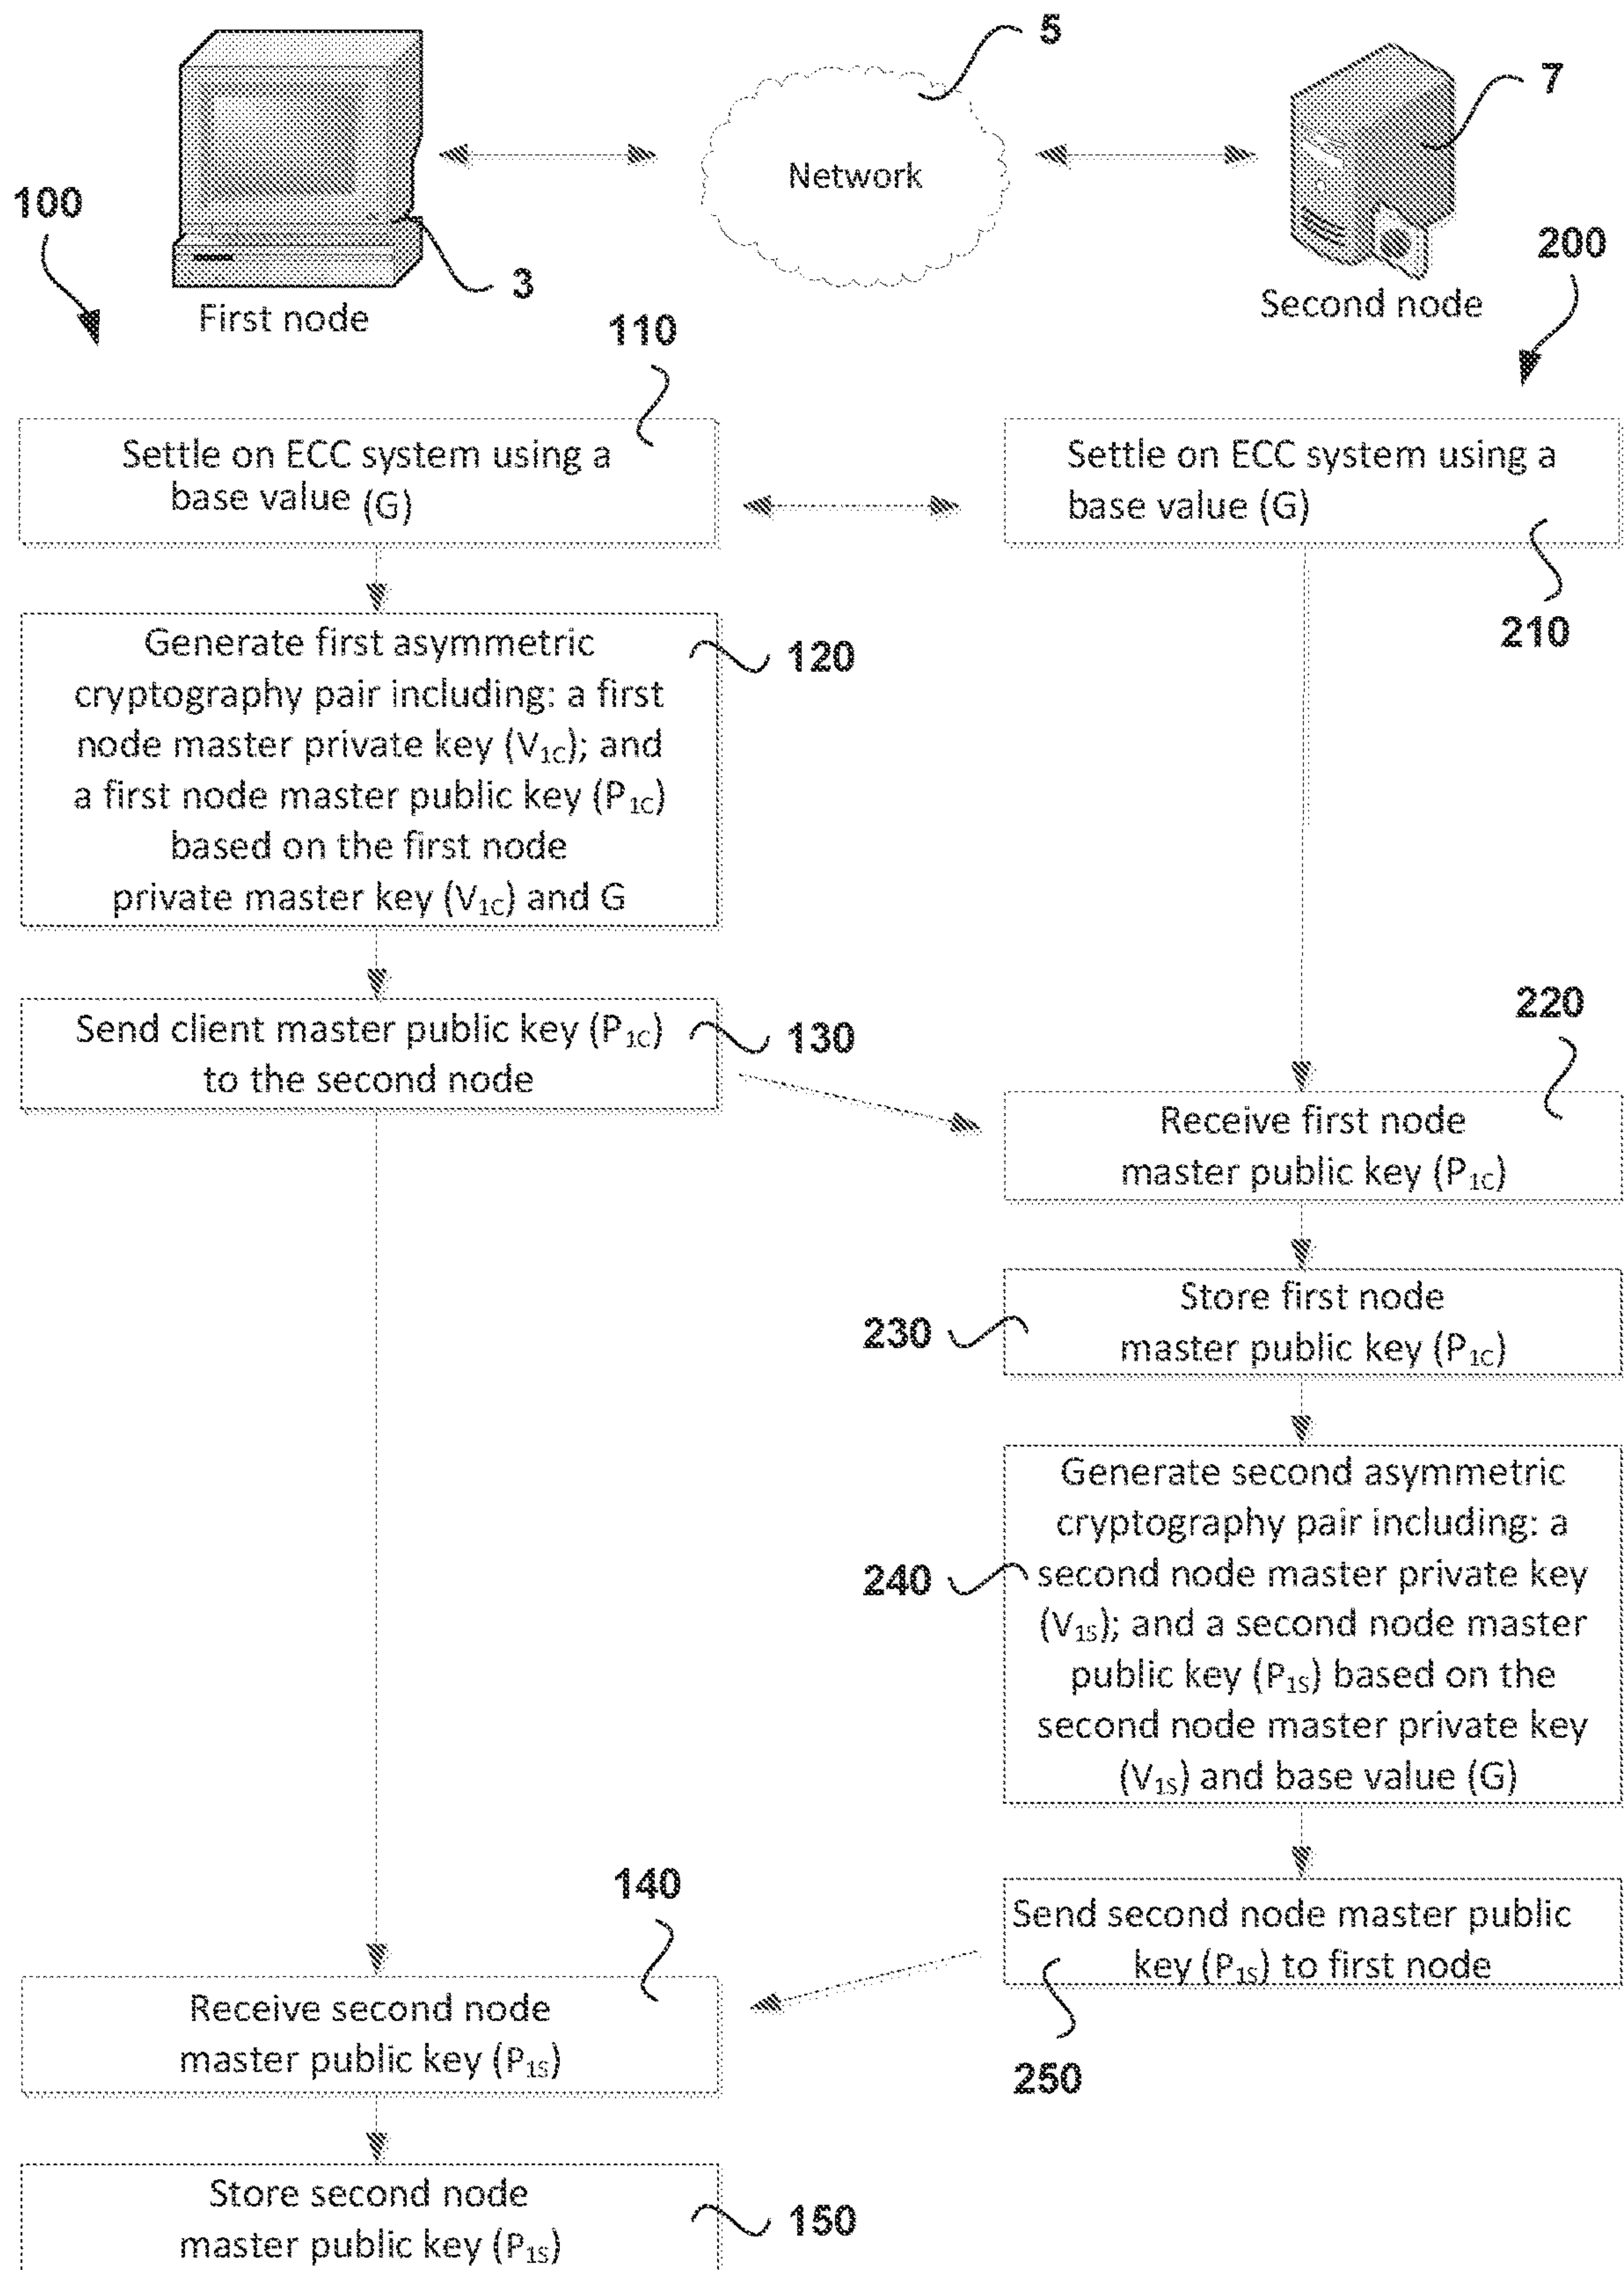 5
7
Network
100
3
200
First node
Second node
110
Settle on ECC system using a
base value (G)
Settle on ECC system using a
base value (G)
210
Generate first asymmetric
cryptography pair including: a first
node master private key (V1C); and
a first node master public key (P1C)
based on the first node
private master key (V1C) and G
120
Send client master public key (P1C)
to the second node
130
220
Receive first node
master public key (P1C)
Store first node
master public key (P1C)
230
Generate second asymmetric
cryptography pair including: a
second node master private key
(V1S); and a second node master
public key (P1S) based on the
second node master private key
(V1S) and base value (G)
240
Send second node master public
key (P1S) to first node
250
140
Receive second node
master public key (P1S)
Store second node
master public key (P1S)
150